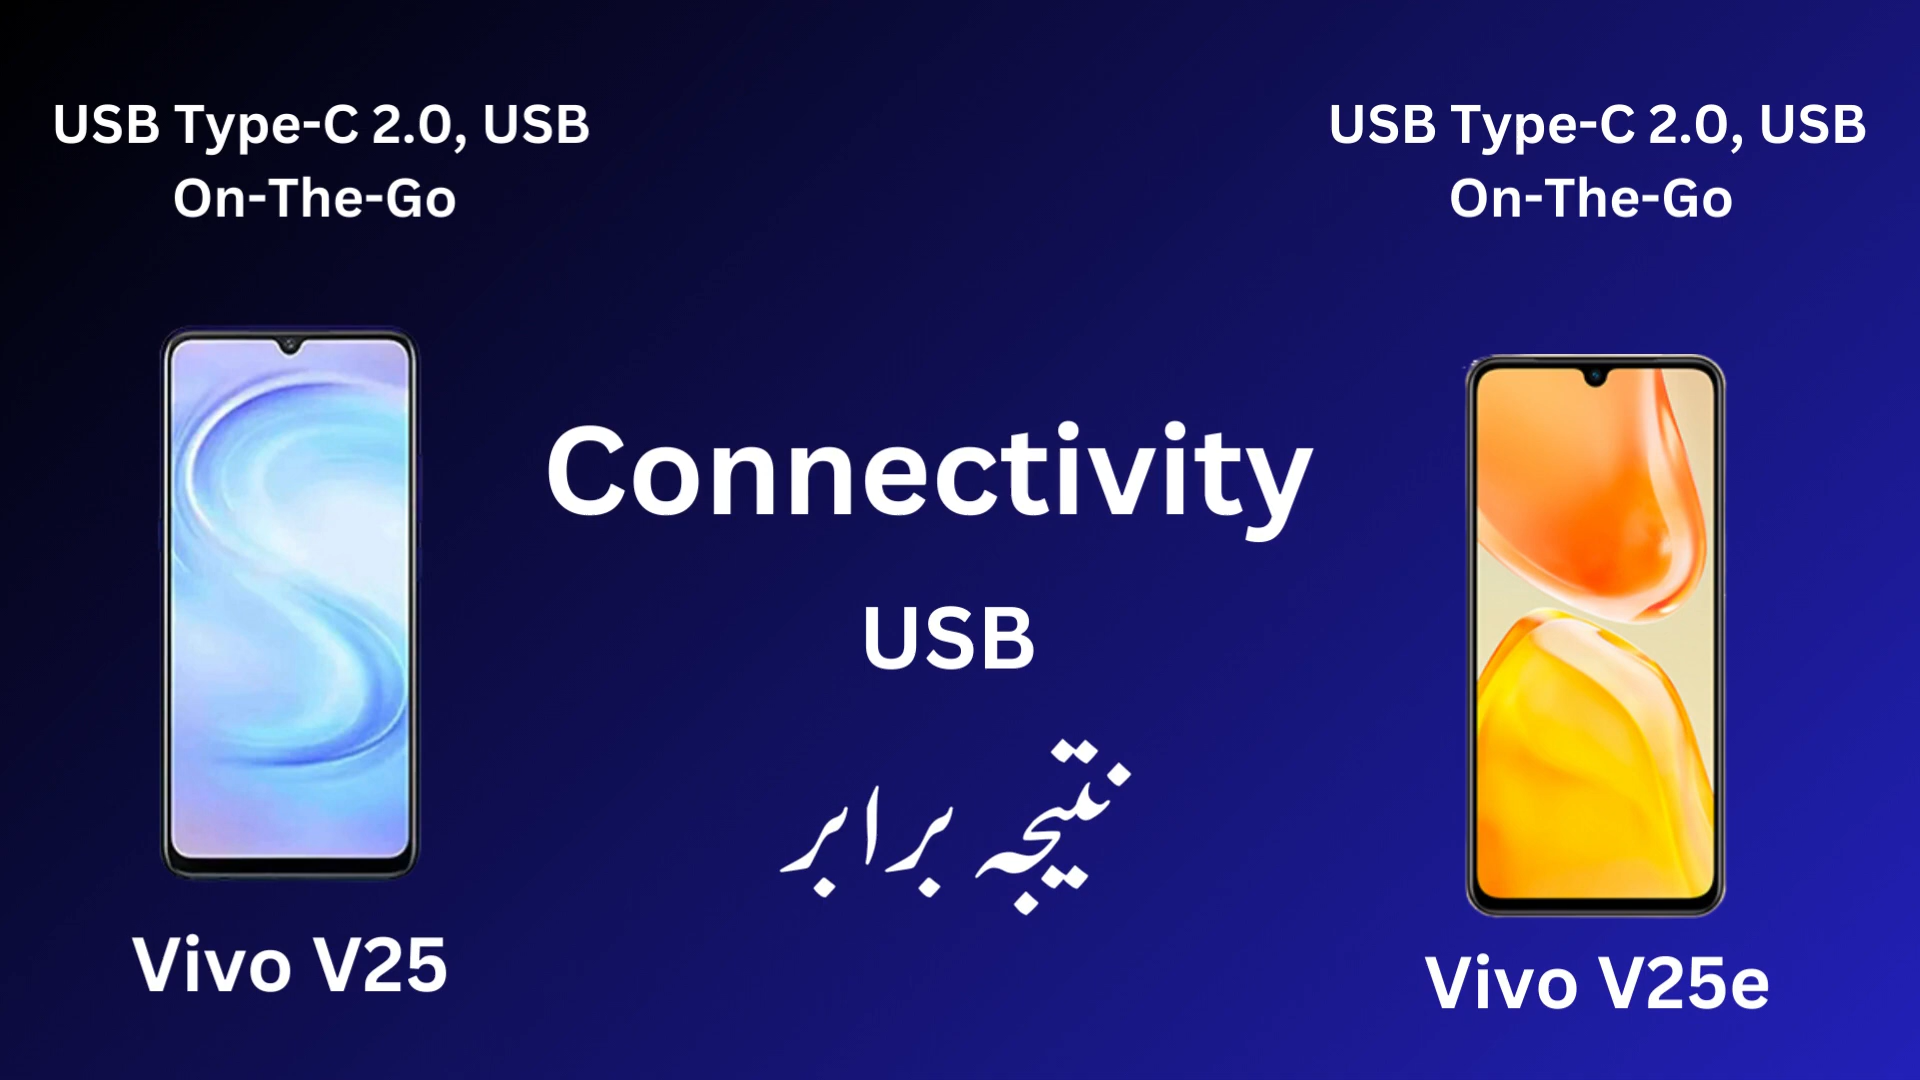 USB Type-C 2.0, USB
On-The-Go
USB Type-C 2.0, USB
On-The-Go
Connectivity
USB
نتیجہ برابر
Vivo V25
Vivo V25e